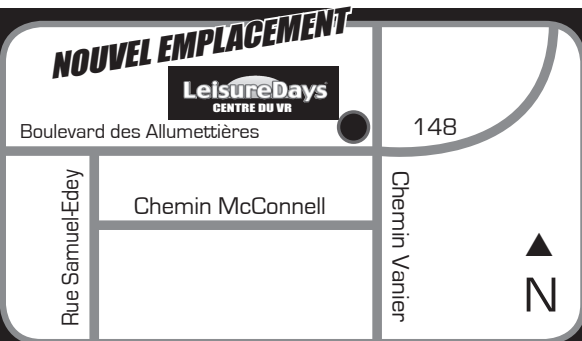 NOUVEL EMPLACEMENT
LeisureDays
CENTRE DU VR
Boulevard des Allumettières
148
Chemin McConnell
Rue Samuel-Edey
Chemin Vanier
N